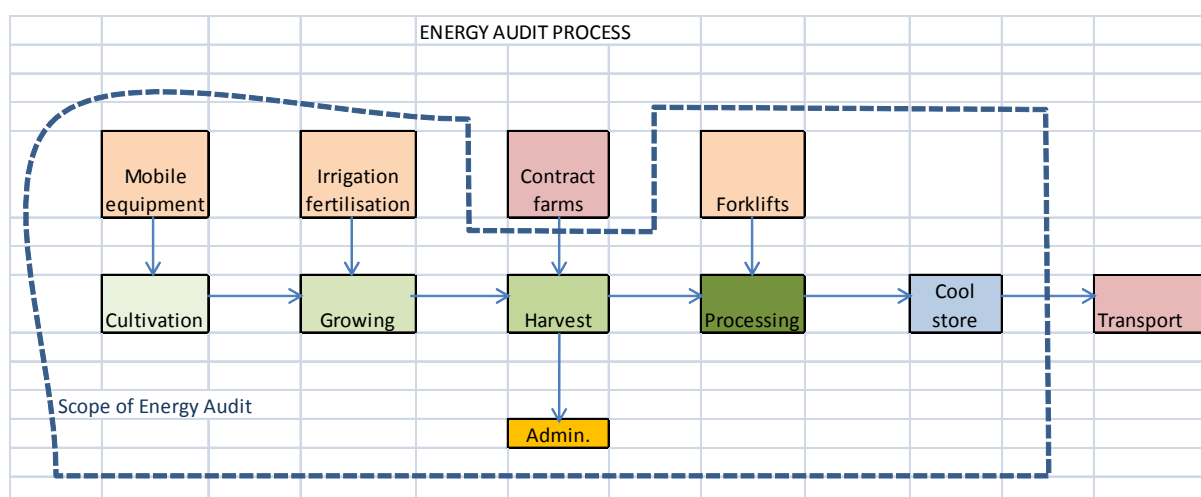 ENERGY AUDIT PROCESS
Mobile
equipment
Irrigation
fertilisation
Contract
farms
Forklifts
Cultivation
Growing
Harvest
Processing
Cool
store
Transport
Scope of Energy Audit
Admin.